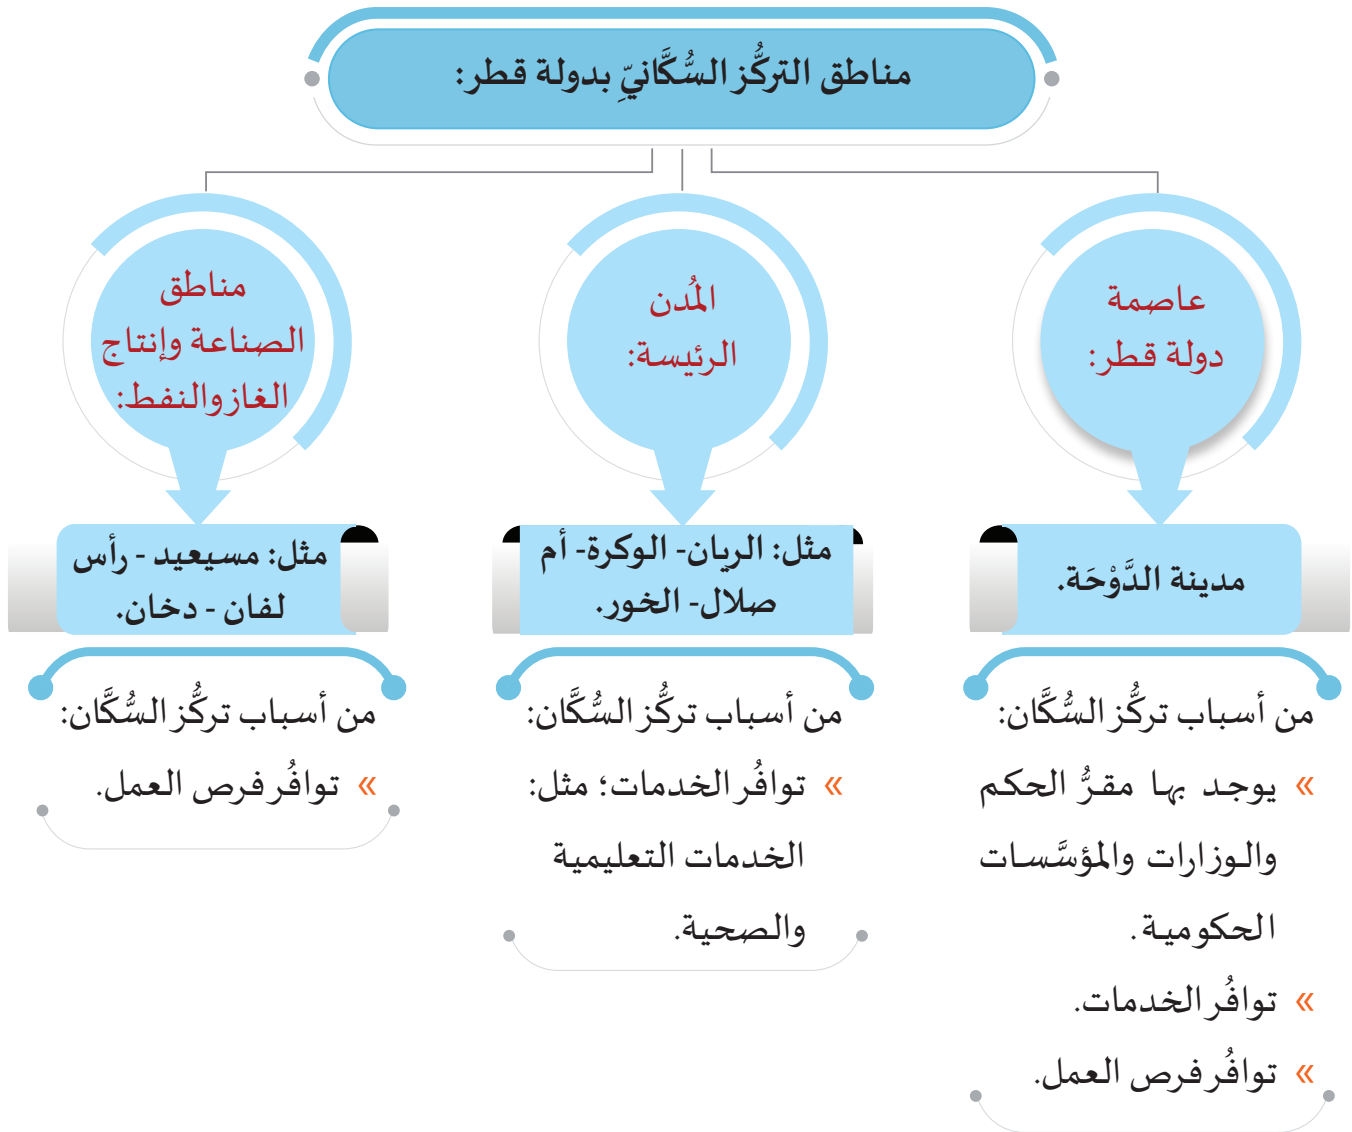 مناطق التركُّز السُّكَّانيِّ بدولة قطر:
عاصمة
دولة قطر:
مدينة الدَّوْحَة.
من أسباب تركُّز السُّكَّان:
» يوجد بها مقرُّ الحكم
والوزارات والمؤسَّسات
الحكومية.
» توافُر الخدمات.
» توافُر فرص العمل.
المُدن
الرئيسة:
مثل: الريان- الوكرة- أم
صلال- الخور.
من أسباب تركُّز السُّكَّان:
» توافُر الخدمات؛ مثل:
الخدمات التعليمية
والصحية.
مناطق
الصناعة وإنتاج
الغاز والنفط:
مثل: مسيعيد - رأس
لفان - دخان.
من أسباب تركُّز السُّكَّان:
» توافُر فرص العمل.